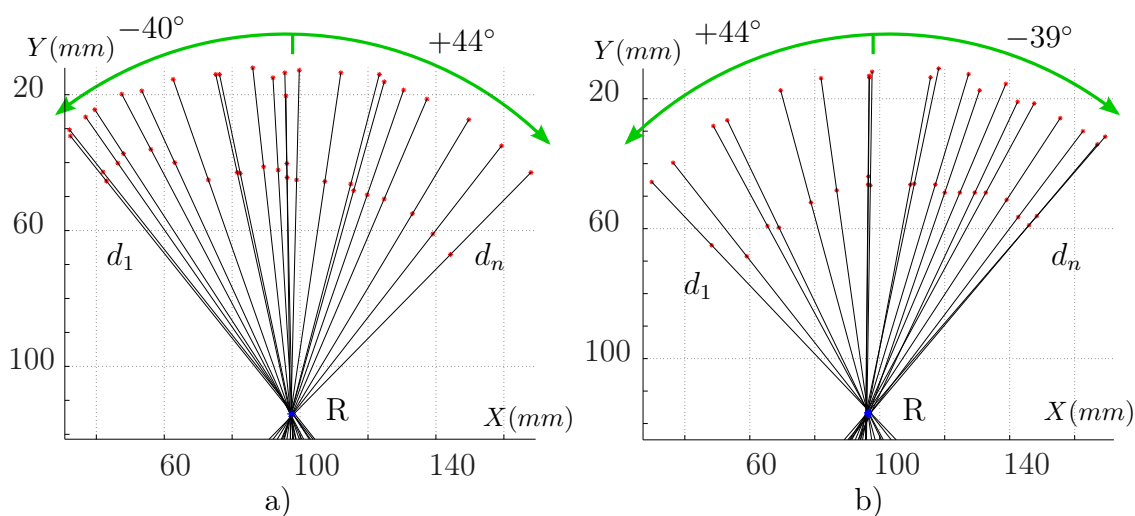 −40° +44° +44° −39°
Y(mm) Y(mm)
20 20
60 60
d₁ dₙ d₁ dₙ
100 100
R X(mm) R X(mm)
60 100 140 60 100 140
a) b)